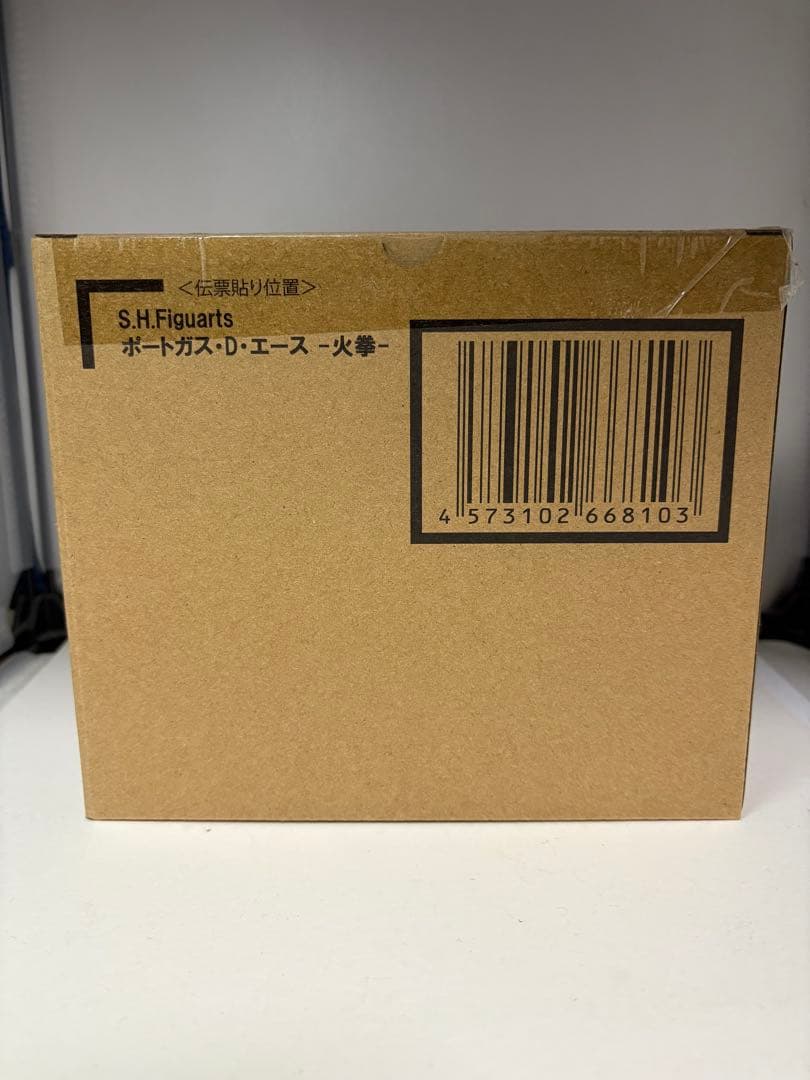 ＜伝票貼り位置＞
S.H.Figuarts
ポートガス・D・エース -火拳-
4 573102 668103